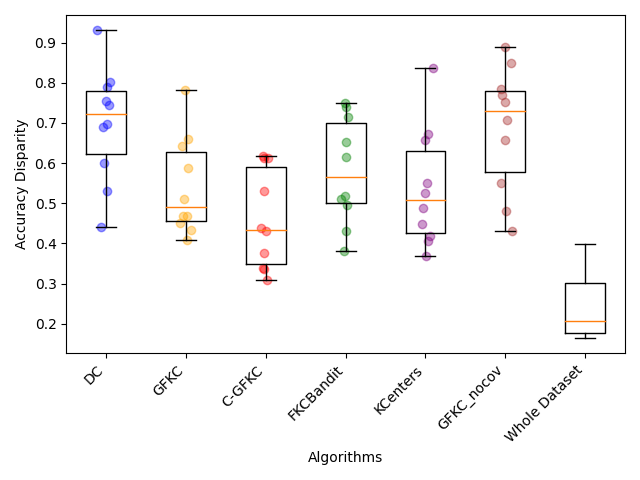 0.9
0.8
0.7
0.6
0.5
0.4
0.3
0.2
Accuracy Disparity
DC
GFKC
C-GFKC
FKCBandit
KCenters
GFKC_nocov
Whole Dataset
Algorithms